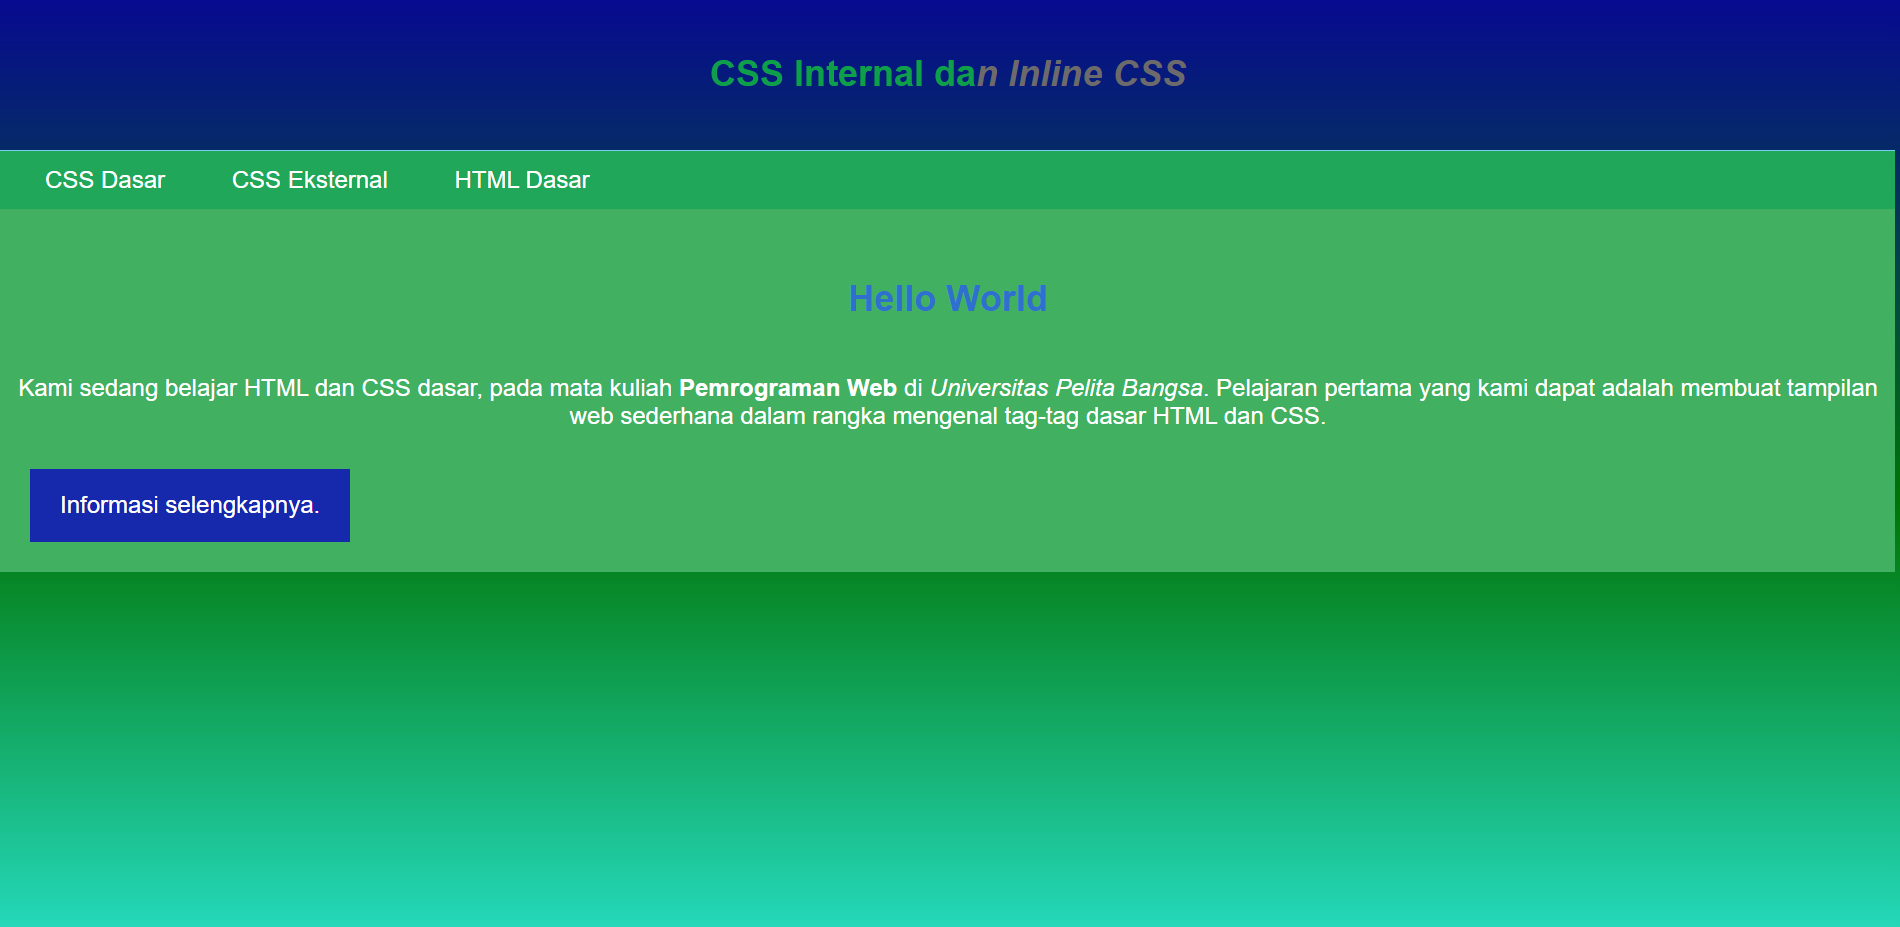 CSS Internal dan Inline CSS
CSS Dasar CSS Eksternal HTML Dasar
Hello World
Kami sedang belajar HTML dan CSS dasar, pada mata kuliah Pemrograman Web di Universitas Pelita Bangsa. Pelajaran pertama yang kami dapat adalah membuat tampilan
web sederhana dalam rangka mengenal tag-tag dasar HTML dan CSS.
Informasi selengkapnya.